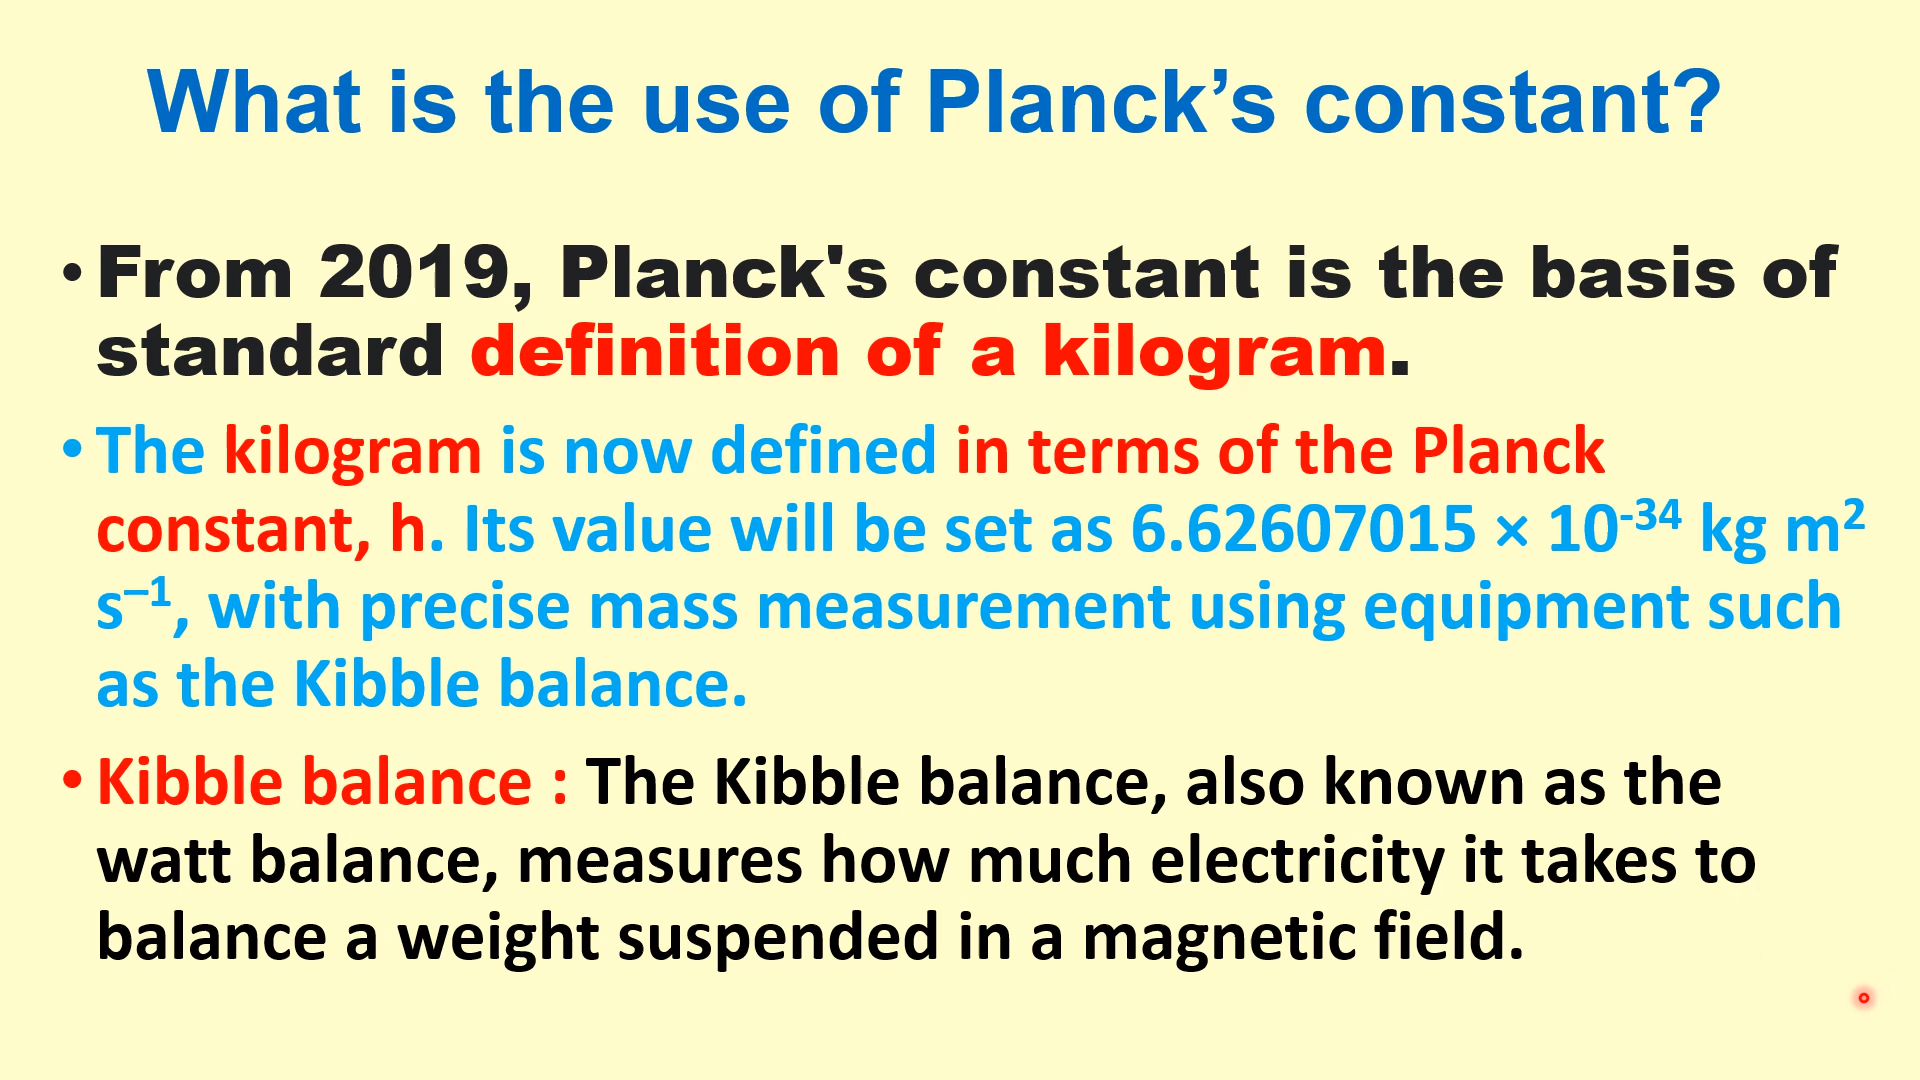 What is the use of Planck’s constant?
• From 2019, Planck's constant is the basis of
standard definition of a kilogram.
• The kilogram is now defined in terms of the Planck
constant, h. Its value will be set as 6.62607015 × 10⁻³⁴ kg m²
s⁻¹, with precise mass measurement using equipment such
as the Kibble balance.
• Kibble balance : The Kibble balance, also known as the
watt balance, measures how much electricity it takes to
balance a weight suspended in a magnetic field.